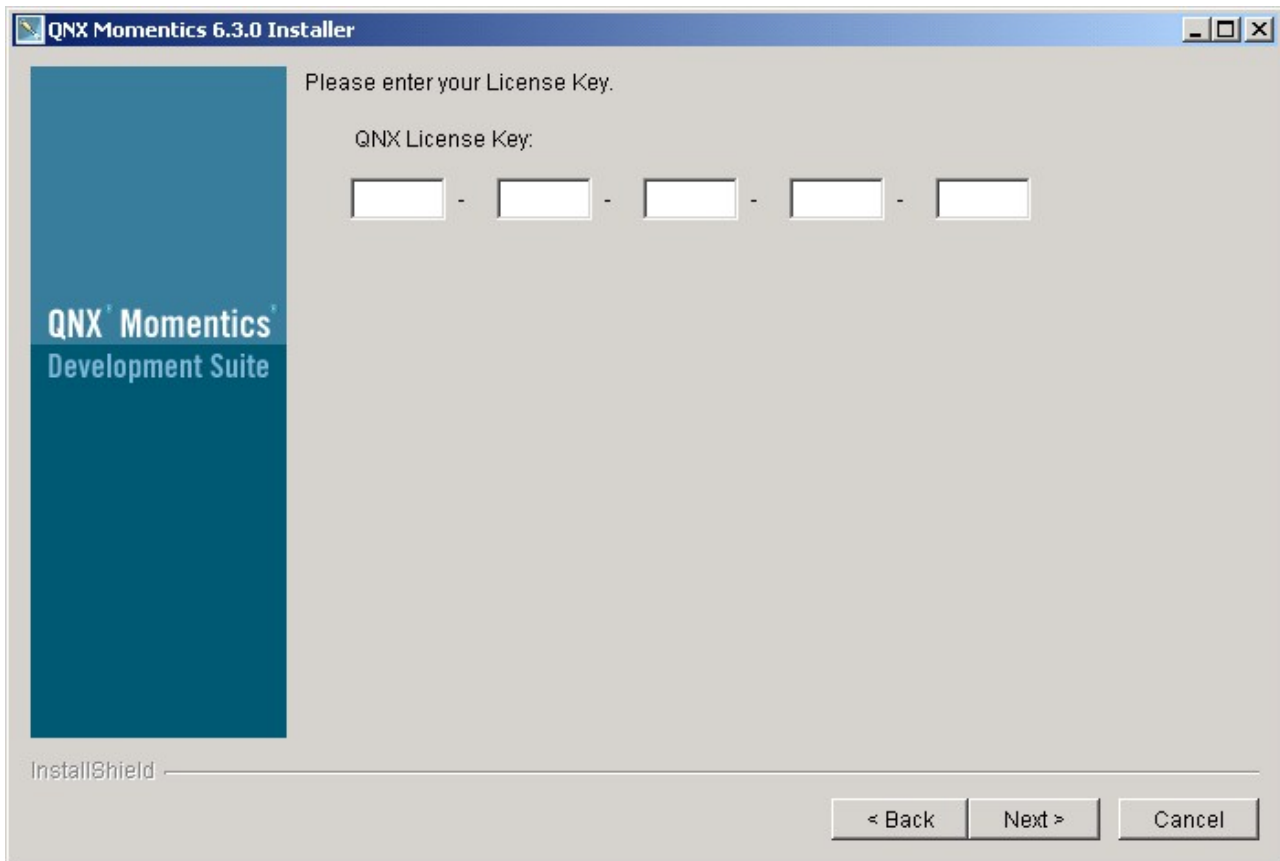 QNX Momentics 6.3.0 Installer
Please enter your License Key.
QNX License Key:
- - - -
QNX Momentics
Development Suite
InstallShield
< Back Next > Cancel